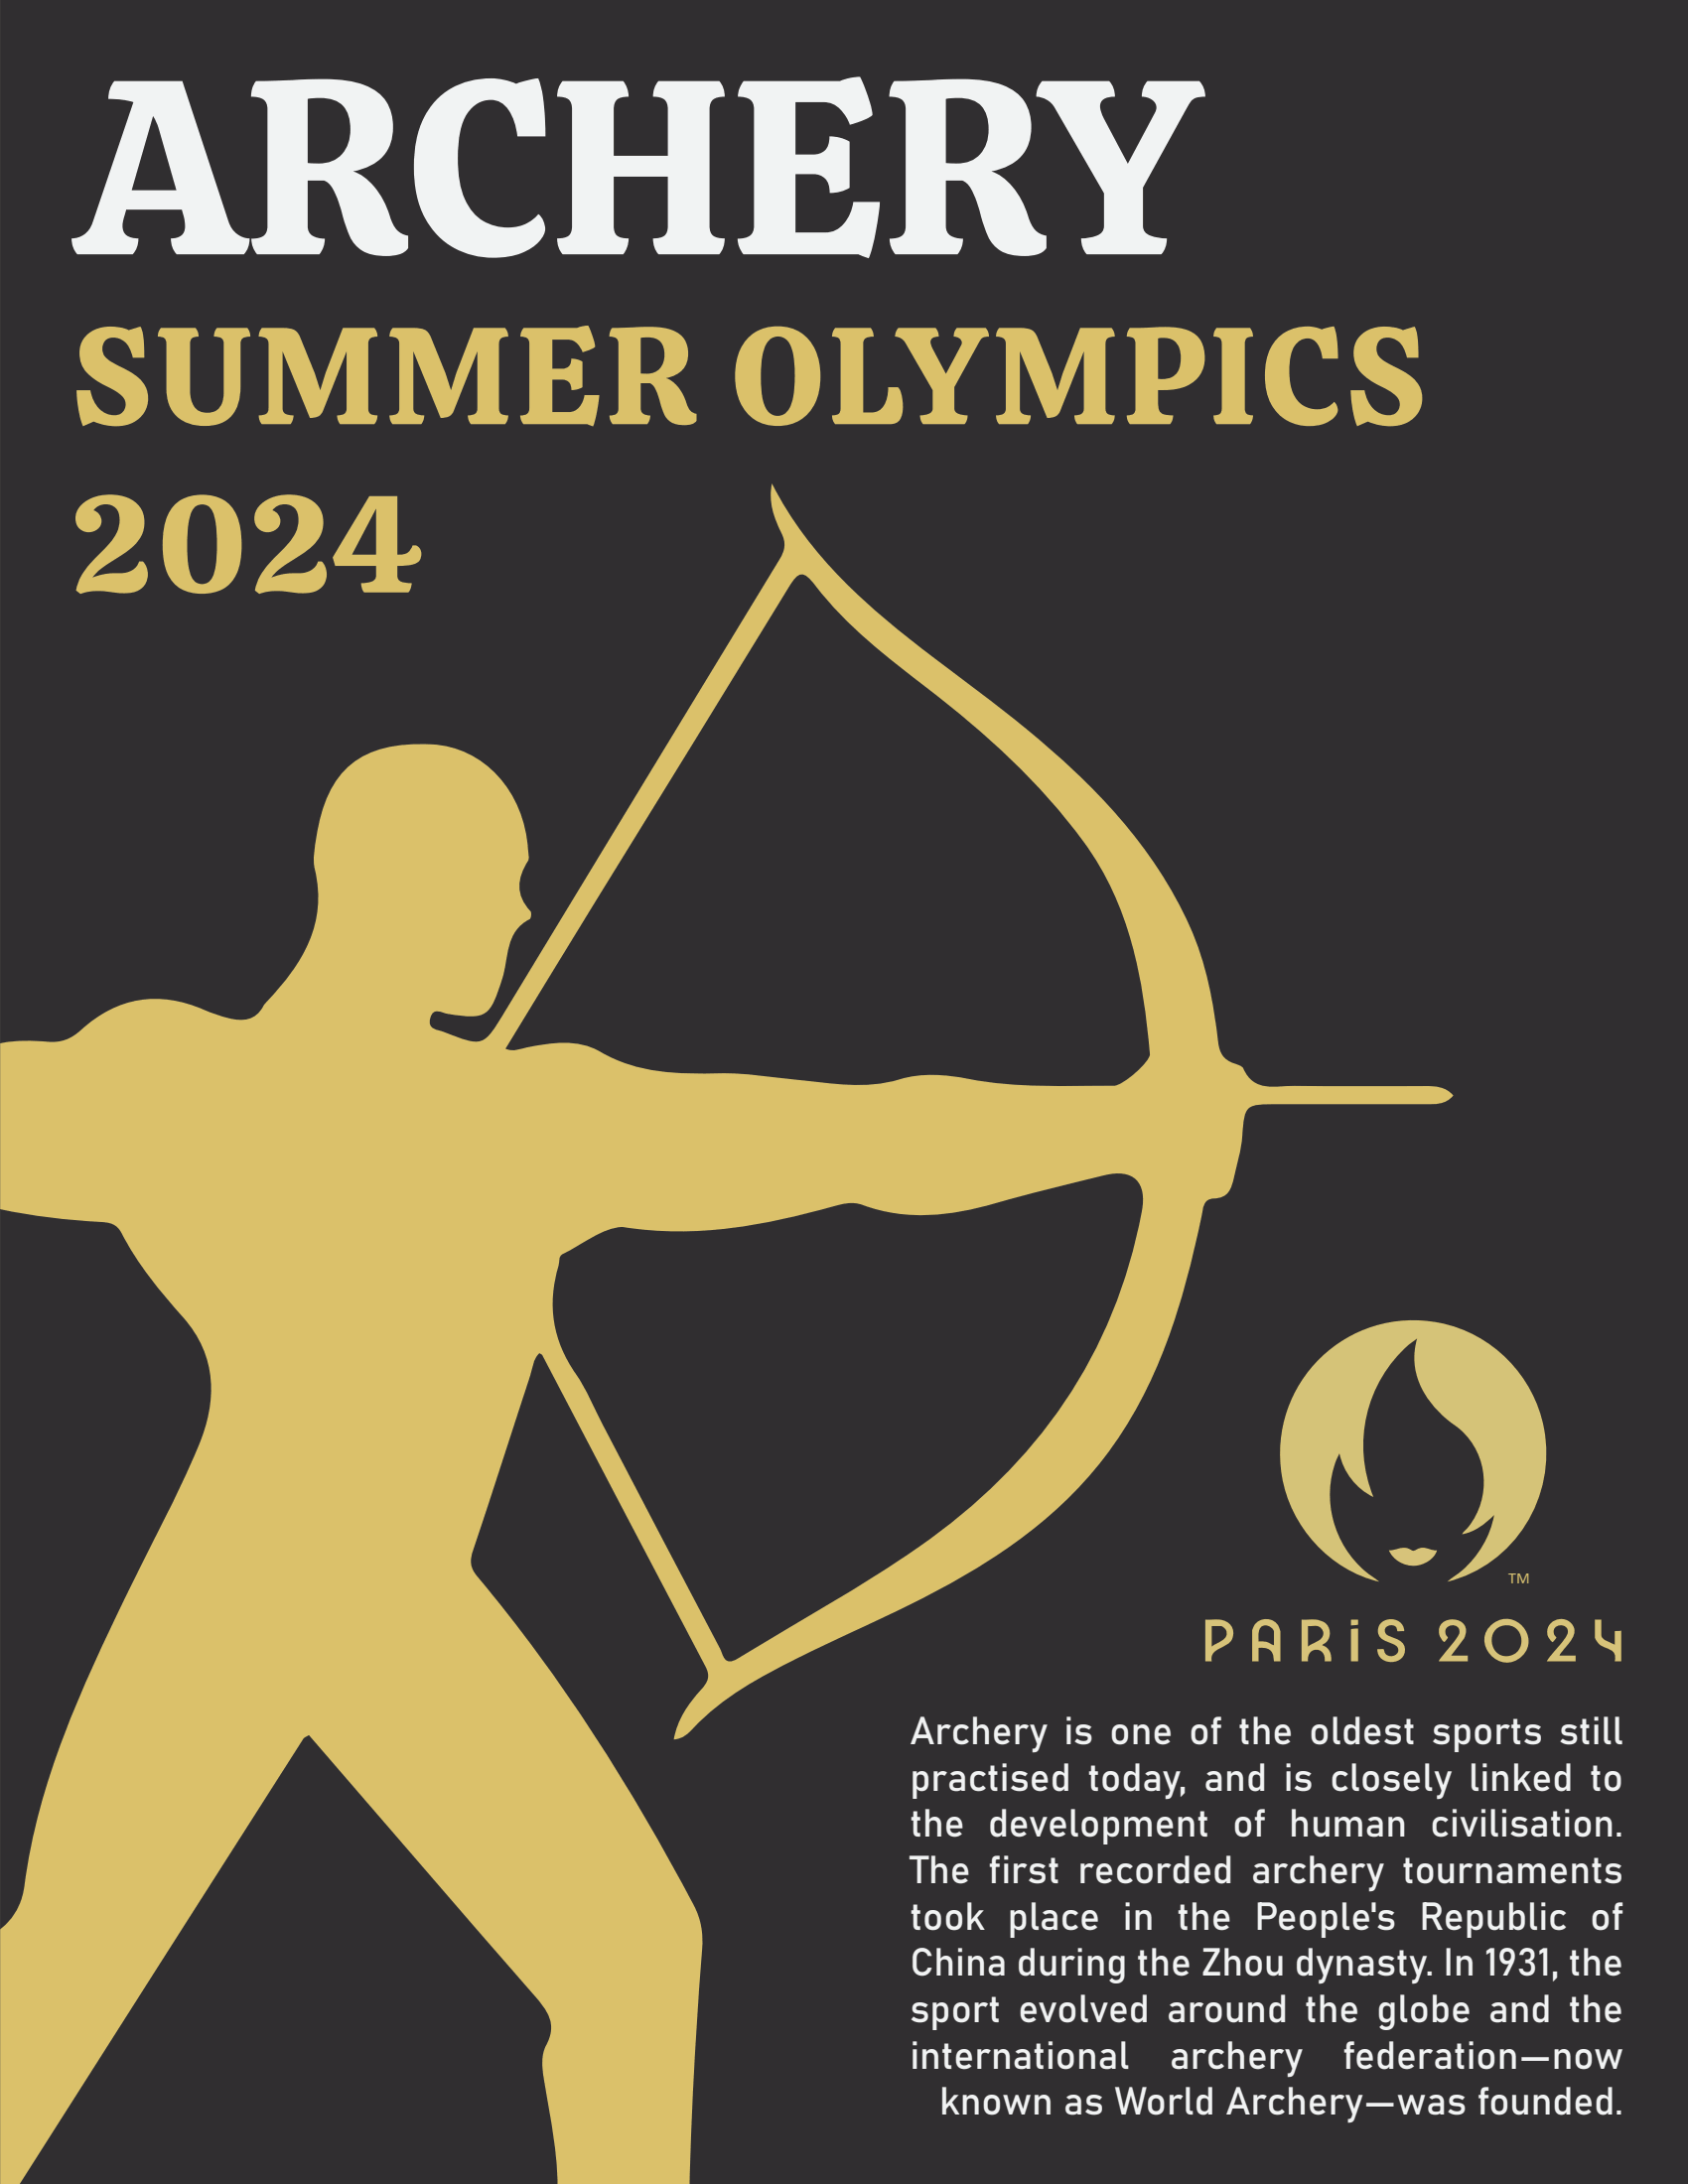 ARCHERY
SUMMER OLYMPICS
2024
TM
PARiS 2024
Archery is one of the oldest sports still
practised today, and is closely linked to
the development of human civilisation.
The first recorded archery tournaments
took place in the People's Republic of
China during the Zhou dynasty. In 1931, the
sport evolved around the globe and the
international archery federation—now
known as World Archery—was founded.